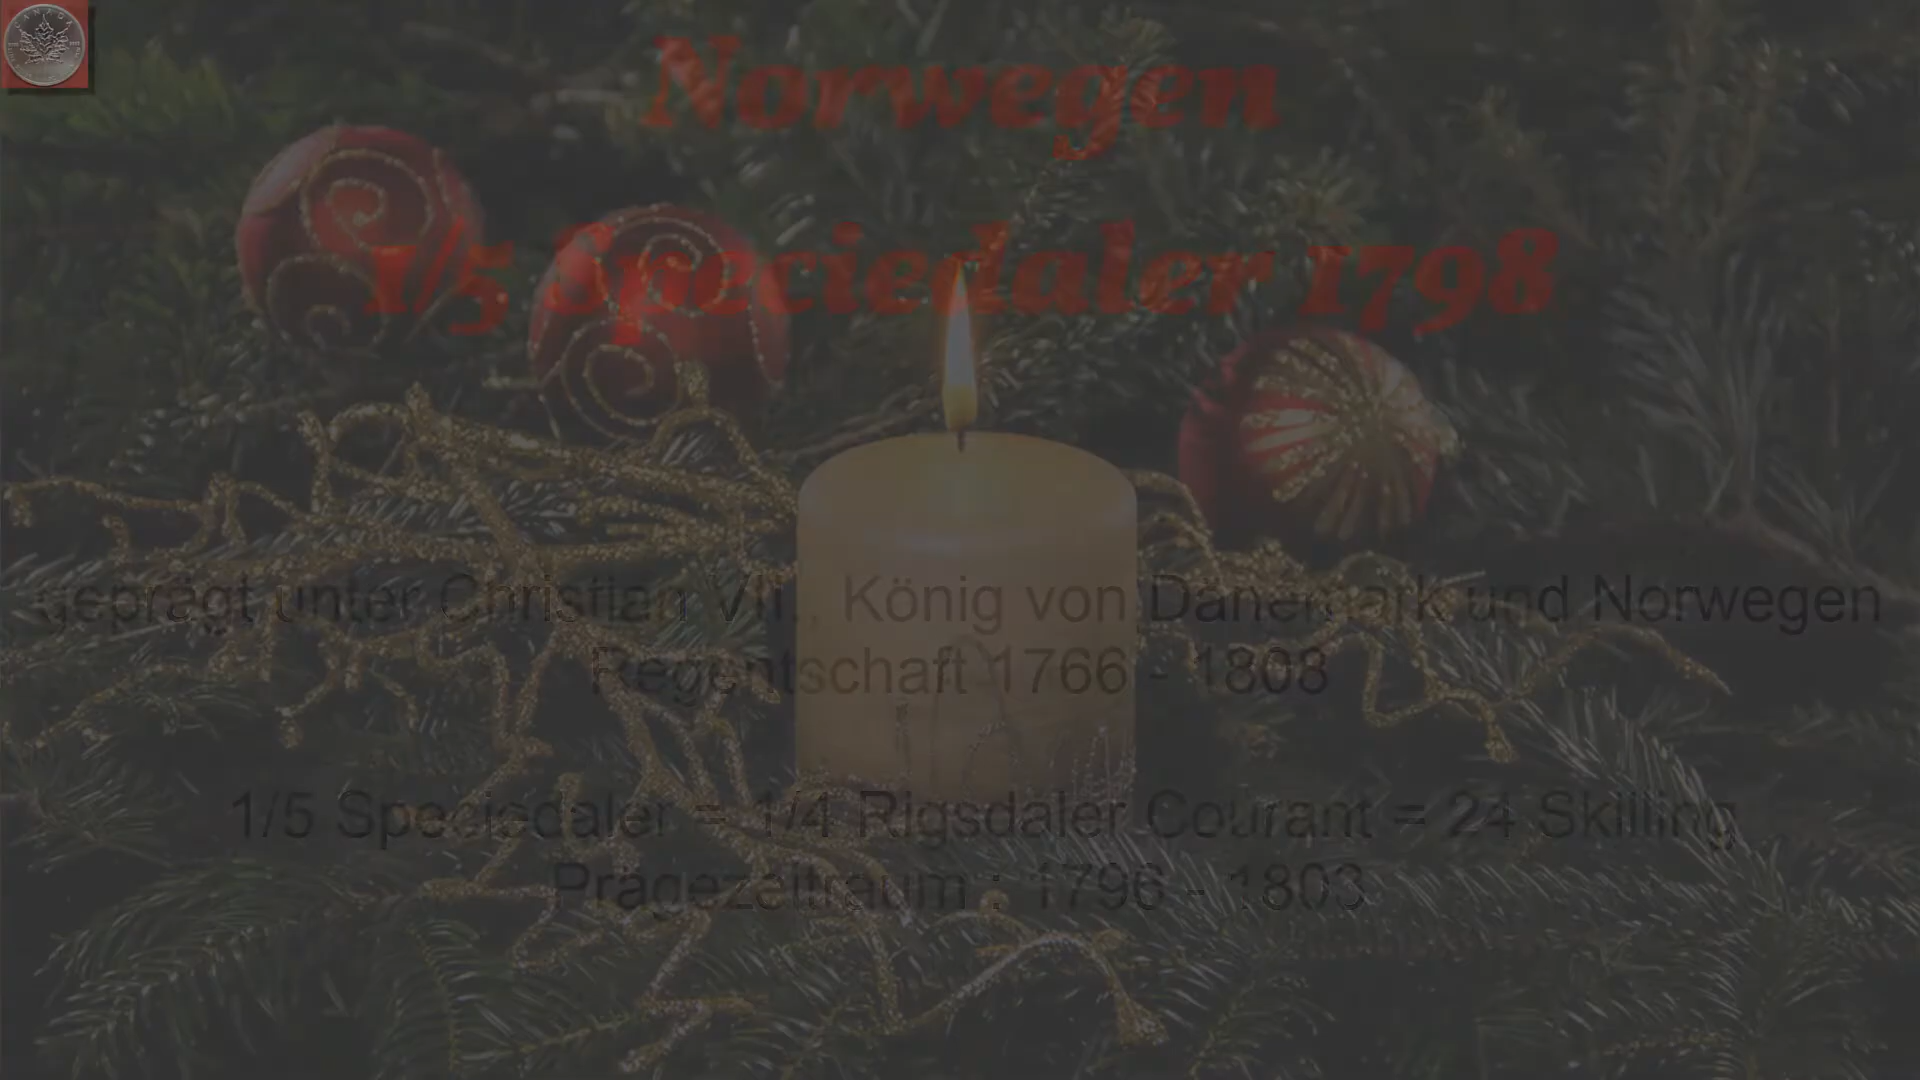 CANADA
Norwegen
1/5 Speciedaler 1798
geprägt unter Christian VII., König von Dänemark und Norwegen
Regentschaft 1766 - 1808
1/5 Speciedaler = 1/4 Rigsdaler Courant = 24 Skilling
Prägezeitraum : 1796 - 1803